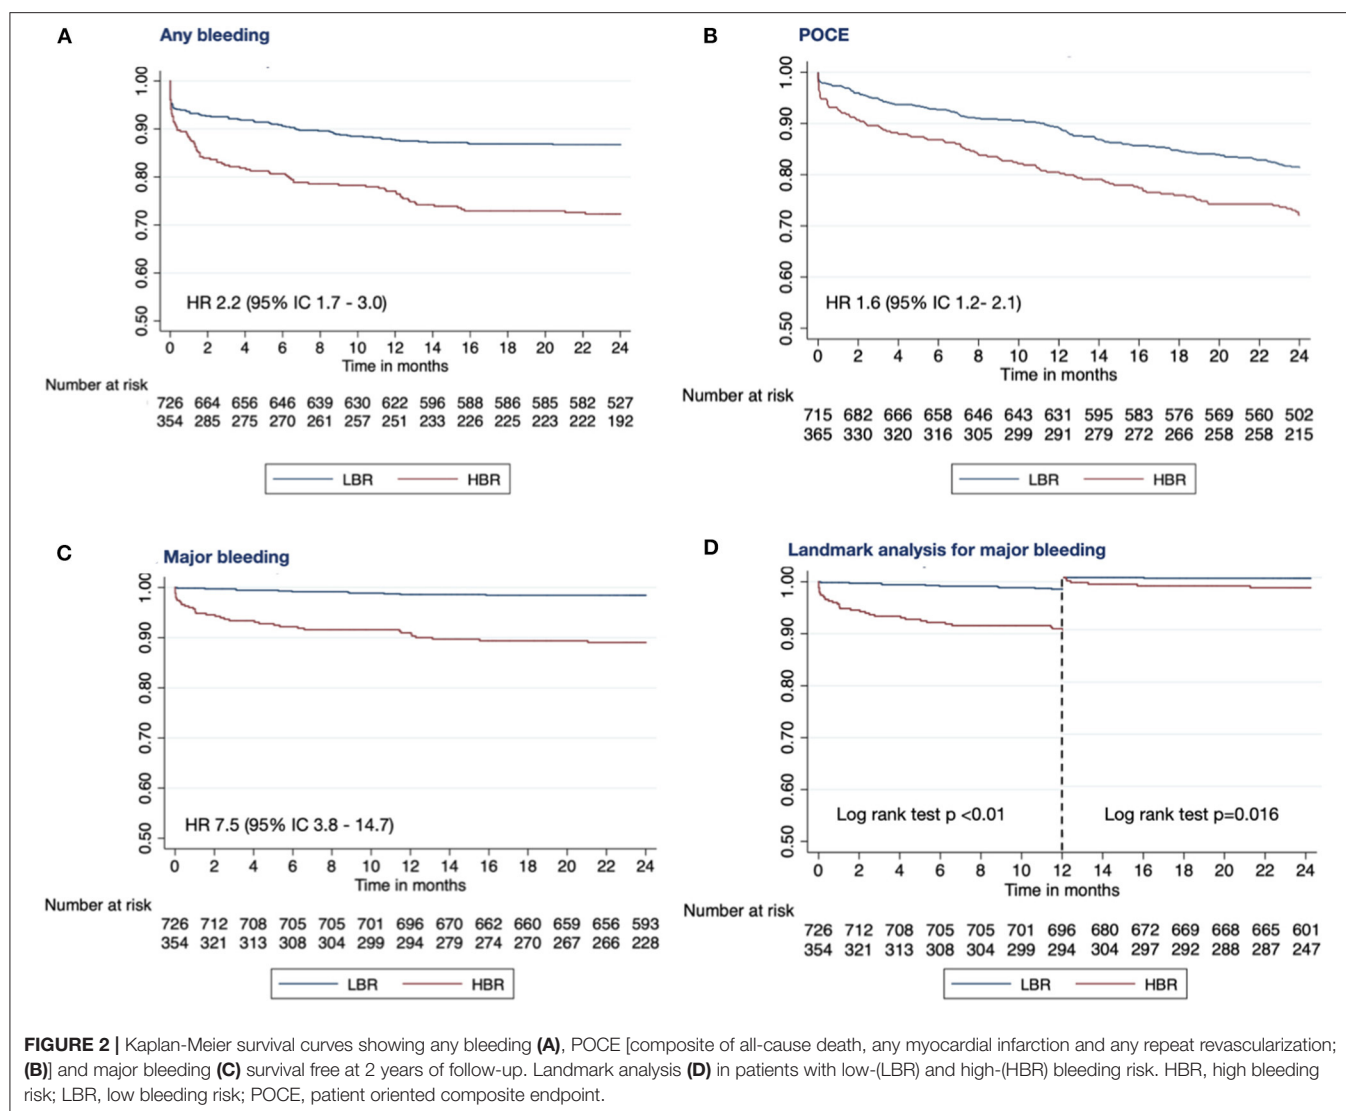 A
Any bleeding
1.00
0.90
0.80
0.70
0.60
0.50
HR 2.2 (95% IC 1.7 - 3.0)
0 2 4 6 8 10 12 14 16 18 20 22 24
Time in months
Number at risk
726 664 656 646 639 630 622 596 588 586 585 582 527
354 285 275 270 261 257 251 233 226 225 223 222 192
LBR HBR
B
POCE
1.00
0.90
0.80
0.70
0.60
0.50
HR 1.6 (95% IC 1.2- 2.1)
0 2 4 6 8 10 12 14 16 18 20 22 24
Time in months
Number at risk
715 682 666 658 646 643 631 595 583 576 569 560 502
365 330 320 316 305 299 291 279 272 266 258 258 215
LBR HBR
C
Major bleeding
1.00
0.90
0.80
0.70
0.60
0.50
HR 7.5 (95% IC 3.8 - 14.7)
0 2 4 6 8 10 12 14 16 18 20 22 24
Time in months
Number at risk
726 712 708 705 705 701 696 670 662 660 659 656 593
354 321 313 308 304 299 294 279 274 270 267 266 228
LBR HBR
D
Landmark analysis for major bleeding
1.00
0.90
0.80
0.70
0.60
0.50
Log rank test p <0.01 Log rank test p=0.016
0 2 4 6 8 10 12 14 16 18 20 22 24
Time in months
Number at risk
726 712 708 705 705 701 696 680 672 669 668 665 601
354 321 313 308 304 299 294 304 297 292 288 287 247
LBR HBR
FIGURE 2 | Kaplan-Meier survival curves showing any bleeding (A), POCE [composite of all-cause death, any myocardial infarction and any repeat revascularization;
(B)] and major bleeding (C) survival free at 2 years of follow-up. Landmark analysis (D) in patients with low-(LBR) and high-(HBR) bleeding risk. HBR, high bleeding
risk; LBR, low bleeding risk; POCE, patient oriented composite endpoint.